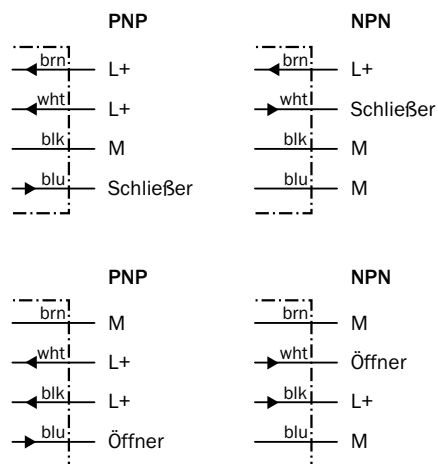 PNP NPN
brn L+ brn L+
wht L+ wht Schließer
blk M blk M
blu Schließer blu M
PNP NPN
brn M brn M
wht L+ wht Öffner
blk L+ blk L+
blu Öffner blu M